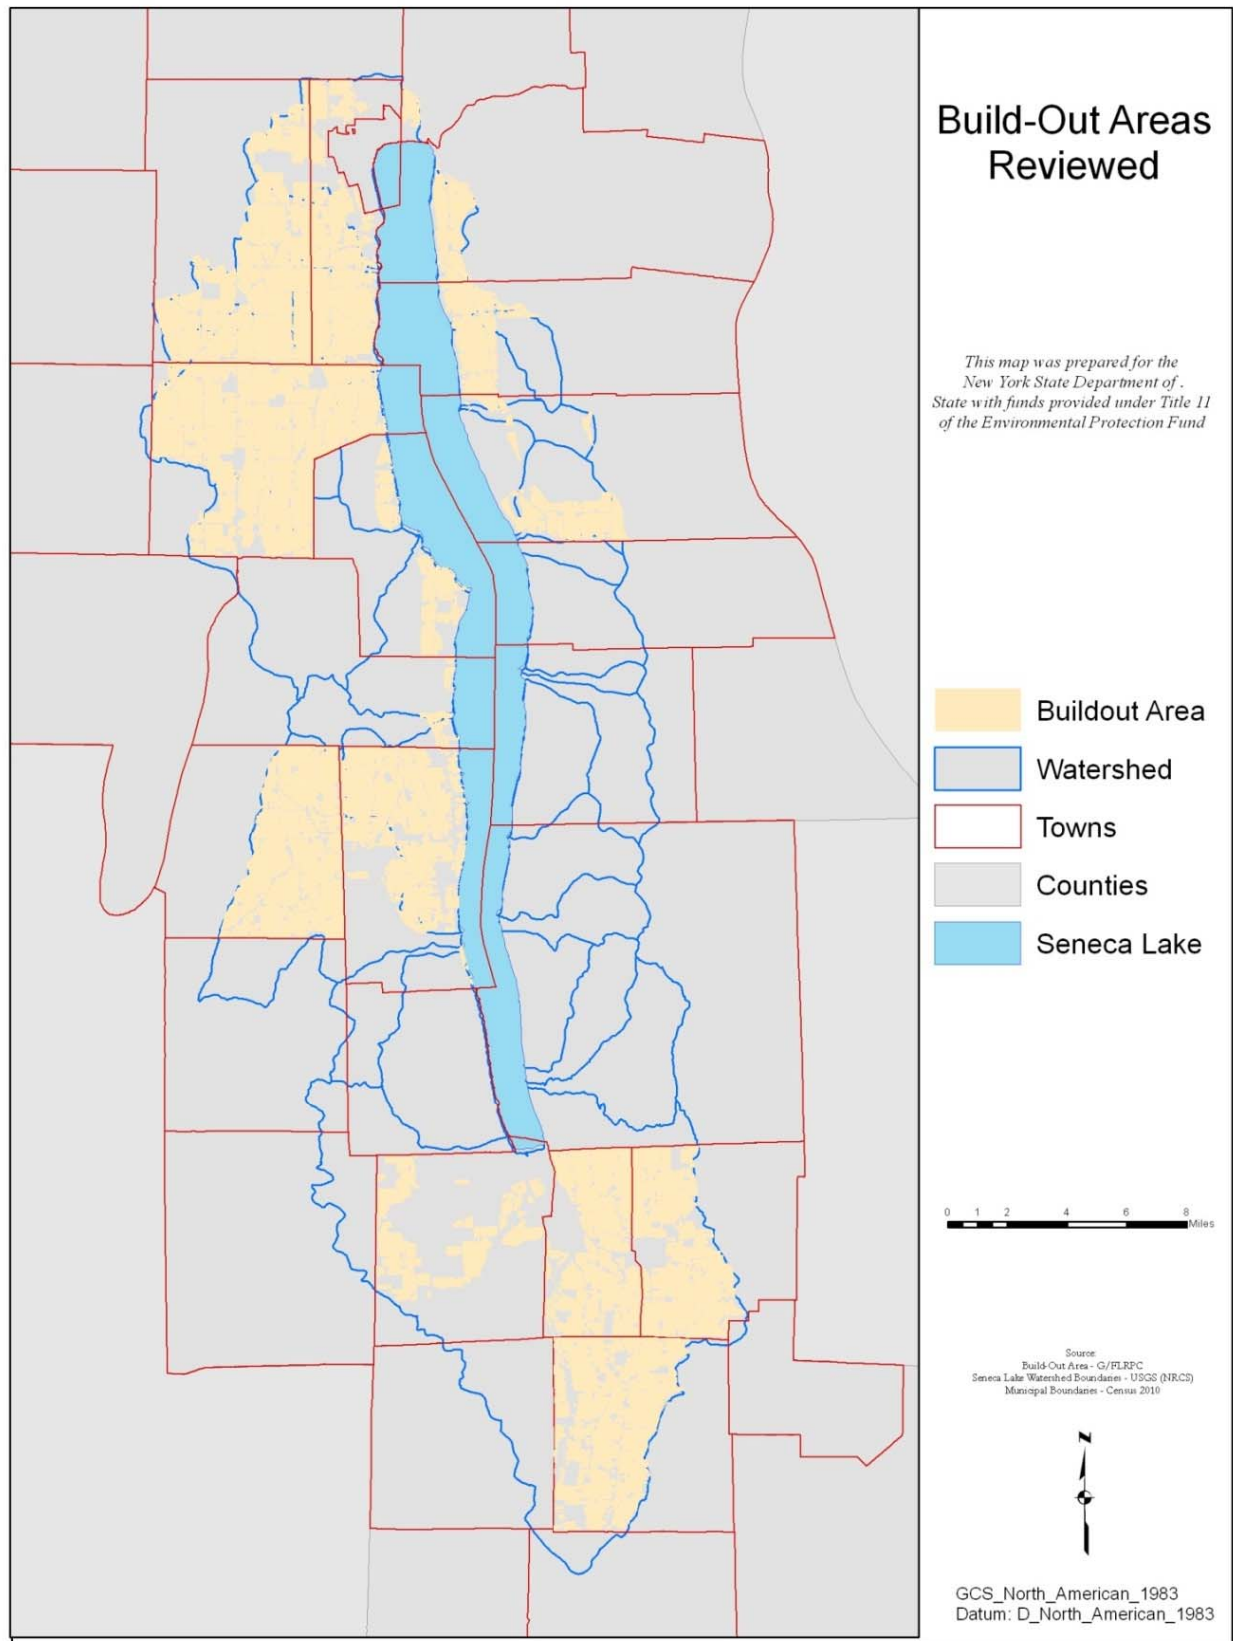 Build-Out Areas
Reviewed
This map was prepared for the
New York State Department of .
State with funds provided under Title 11
of the Environmental Protection Fund
Buildout Area
Watershed
Towns
Counties
Seneca Lake
0 1 2 4 6 8
Miles
Source:
Build-Out Area - G/FLRPC
Seneca Lake Watershed Boundaries - USGS (NRCS)
Municipal Boundaries - Census 2010
N
GCS_North_American_1983
Datum: D_North_American_1983